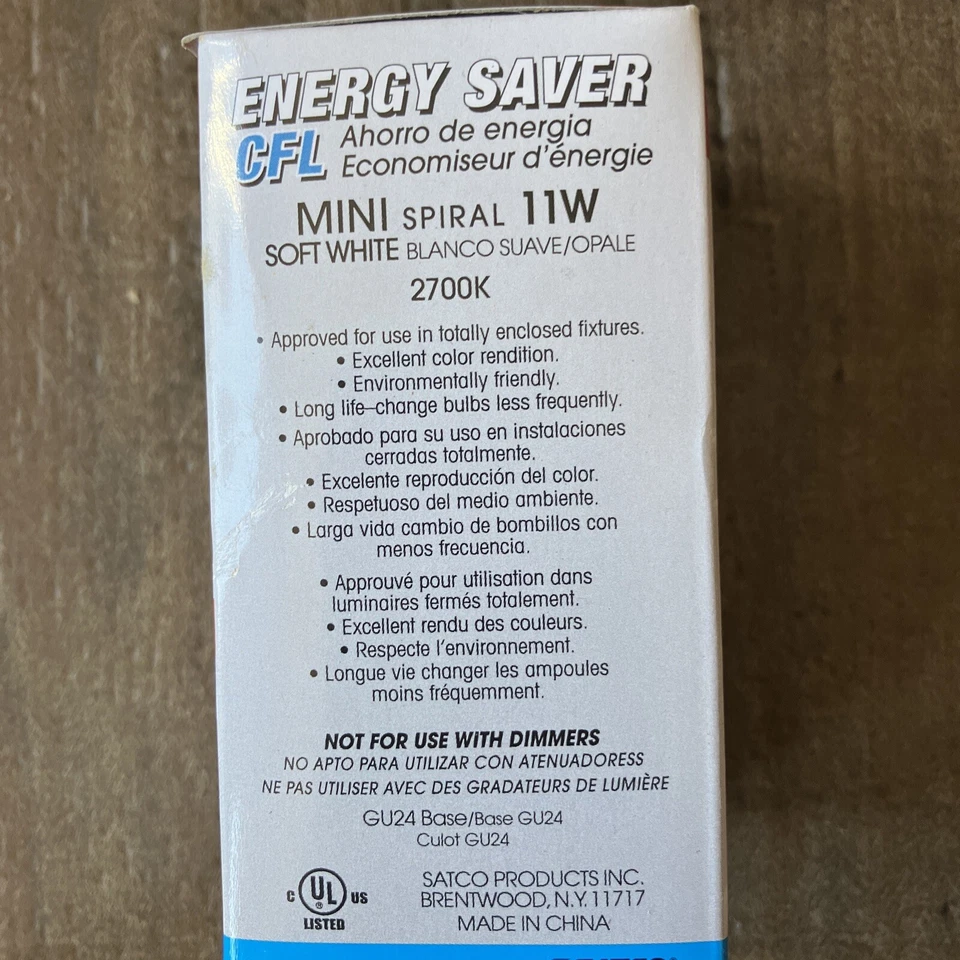 ENERGY SAVER
CFL Ahorro de energia
Economiseur d'énergie
MINI SPIRAL 11W
SOFT WHITE BLANCO SUAVE/OPALE
2700K
• Approved for use in totally enclosed fixtures.
• Excellent color rendition.
• Environmentally friendly.
• Long life–change bulbs less frequently.
• Aprobado para su uso en instalaciones
cerradas totalmente.
• Excelente reproducción del color.
• Respetuoso del medio ambiente.
• Larga vida cambio de bombillos con
menos frecuencia.
• Approuvé pour utilisation dans
luminaires fermés totalement.
• Excellent rendu des couleurs.
• Respecte l'environnement.
• Longue vie changer les ampoules
moins fréquemment.
NOT FOR USE WITH DIMMERS
NO APTO PARA UTILIZAR CON ATENUADORESS
NE PAS UTILISER AVEC DES GRADATEURS DE LUMIÈRE
GU24 Base/Base GU24
Culot GU24
C UL ® US
LISTED
SATCO PRODUCTS INC.
BRENTWOOD, N.Y. 11717
MADE IN CHINA